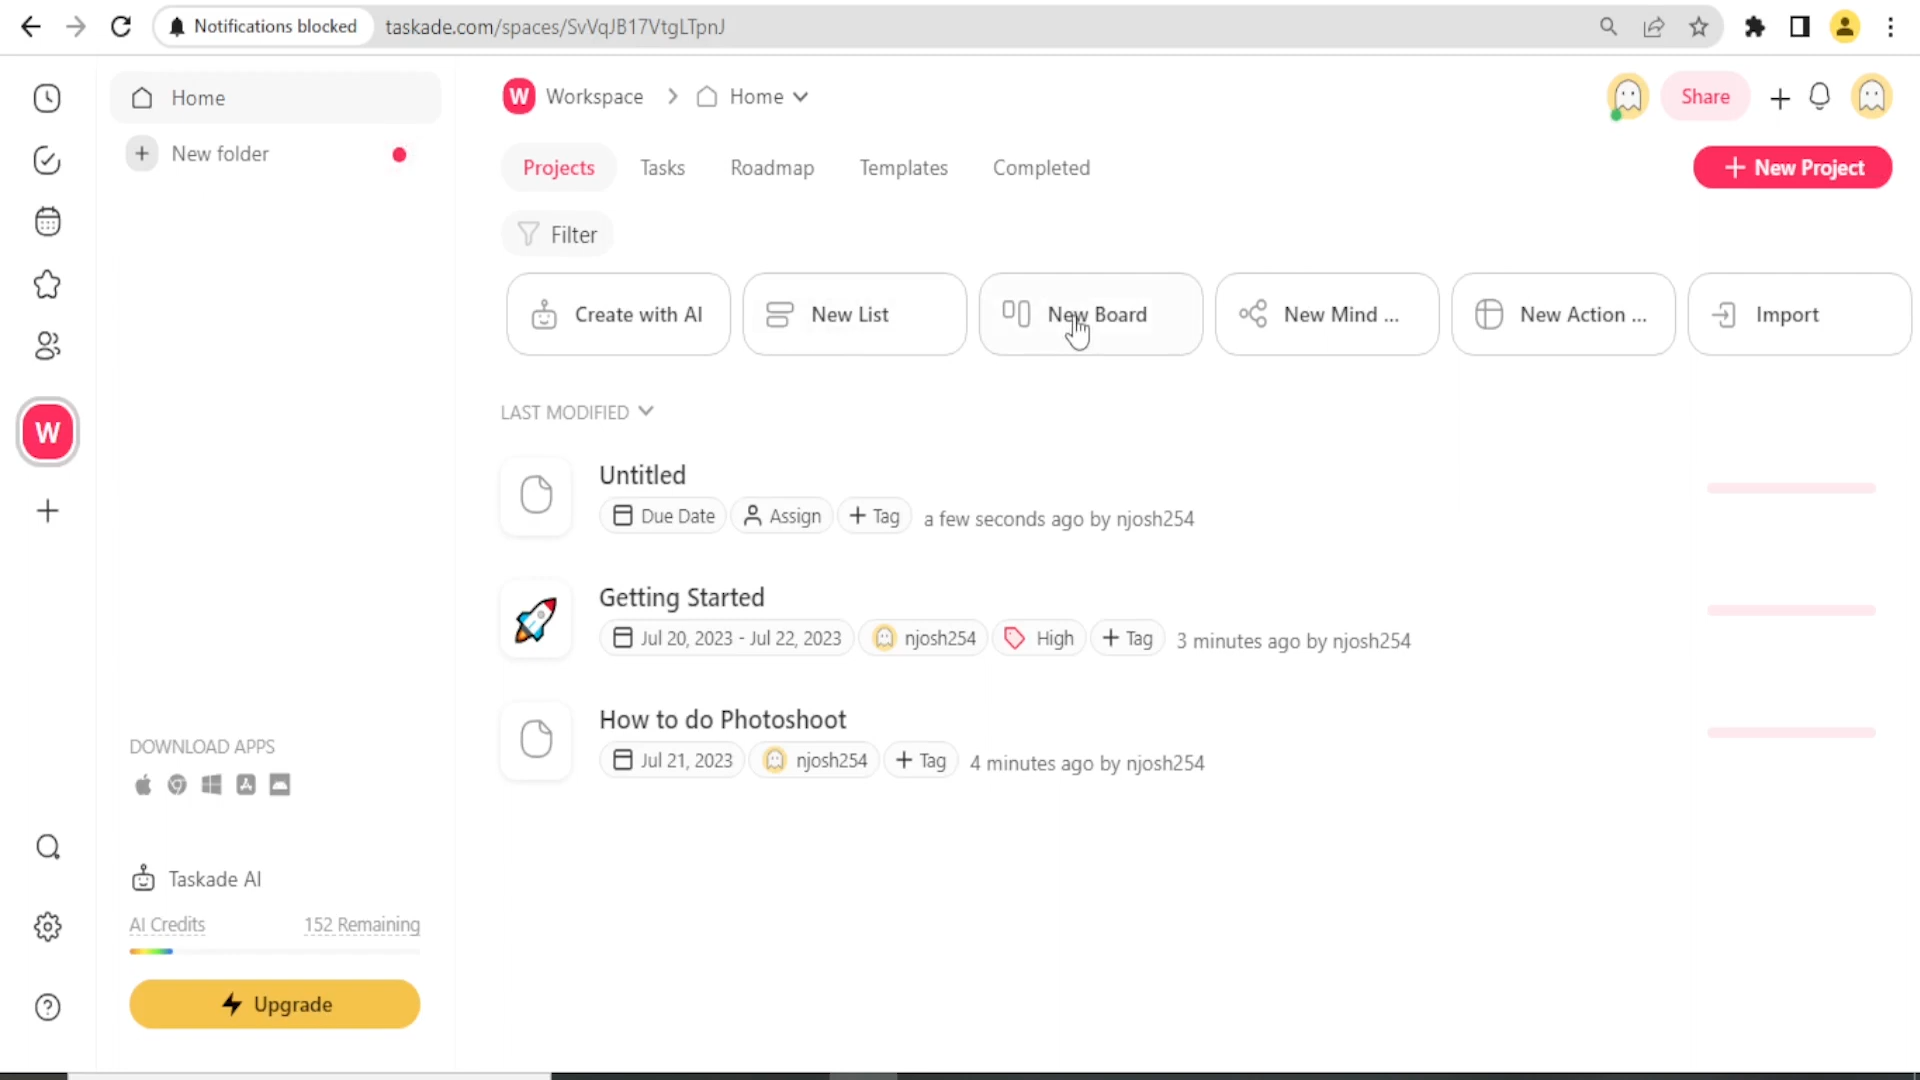 Notifications blocked taskade.com/spaces/SvVqJB17VtgLTpnJ
Home
New folder
W Workspace Home
Share
Projects Tasks Roadmap Templates Completed
New Project
Filter
Create with AI New List New Board New Mind ... New Action ... Import
W
LAST MODIFIED
Untitled
Due Date Assign + Tag a few seconds ago by njosh254
Getting Started
Jul 20, 2023 - Jul 22, 2023 njosh254 High + Tag 3 minutes ago by njosh254
How to do Photoshoot
Jul 21, 2023 njosh254 + Tag 4 minutes ago by njosh254
DOWNLOAD APPS
Taskade AI
AI Credits 152 Remaining
Upgrade